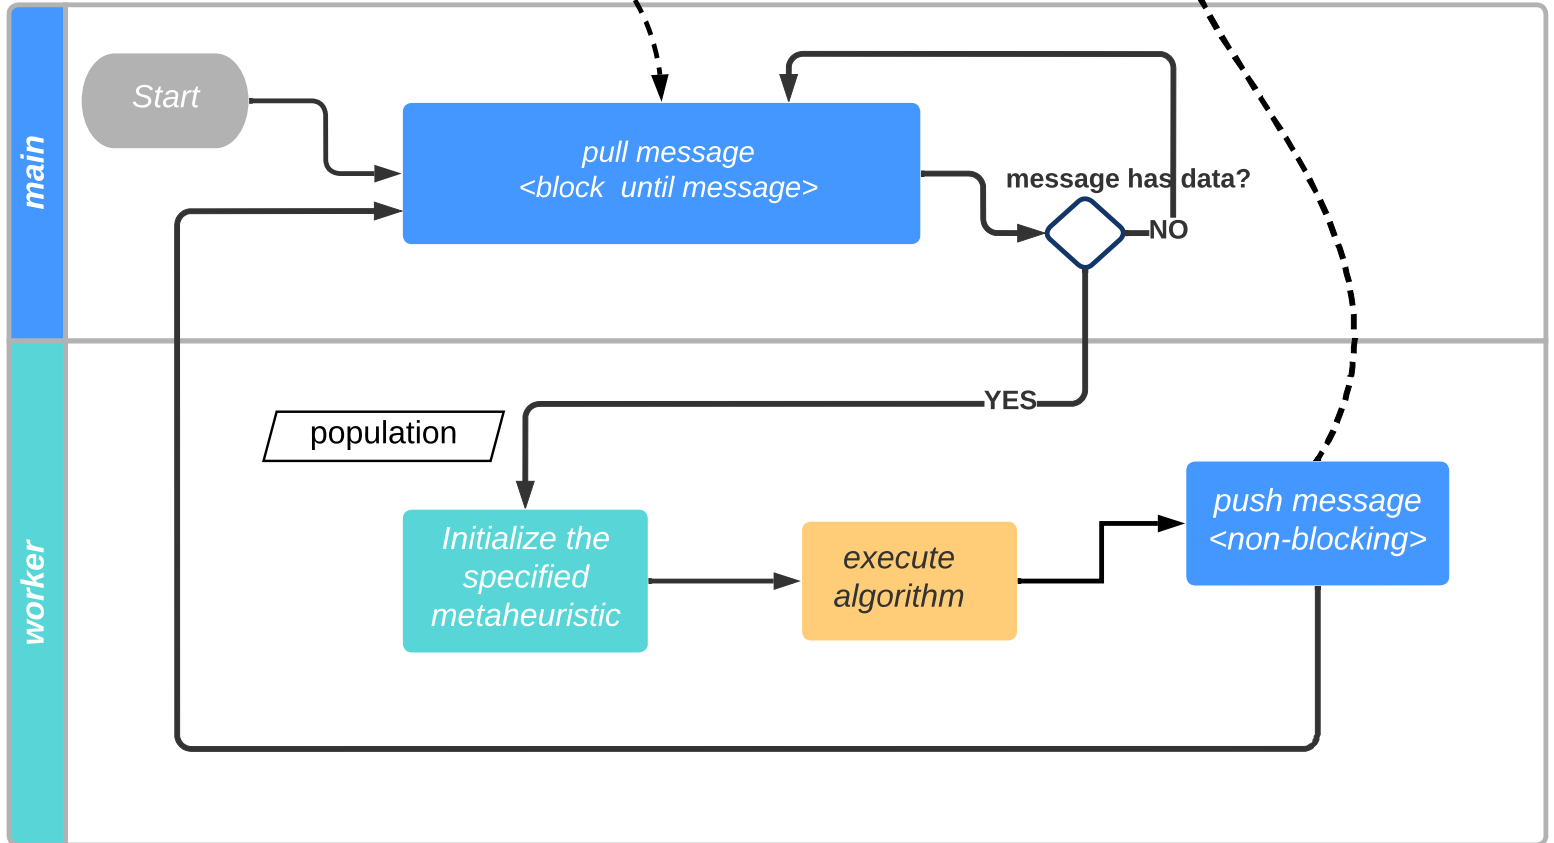 main
Start
pull message
<block  until message>
message has data?
NO
worker
YES
population
Initialize the
specified
metaheuristic
execute
algorithm
push message
<non-blocking>